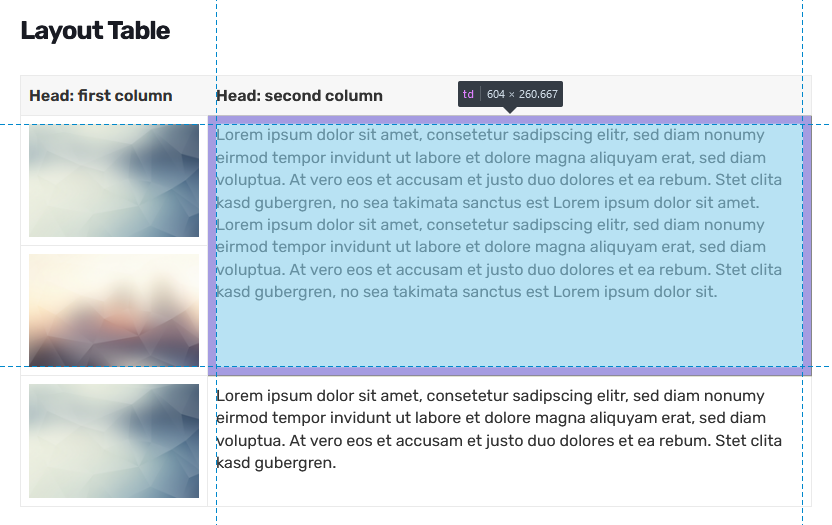 Layout Table
Head: first column
Head: second column
td 604 × 260.667
Lorem ipsum dolor sit amet, consetetur sadipscing elitr, sed diam nonumy
eirmod tempor invidunt ut labore et dolore magna aliquyam erat, sed diam
voluptua. At vero eos et accusam et justo duo dolores et ea rebum. Stet clita
kasd gubergren, no sea takimata sanctus est Lorem ipsum dolor sit amet.
Lorem ipsum dolor sit amet, consetetur sadipscing elitr, sed diam nonumy
eirmod tempor invidunt ut labore et dolore magna aliquyam erat, sed diam
voluptua. At vero eos et accusam et justo duo dolores et ea rebum. Stet clita
kasd gubergren, no sea takimata sanctus est Lorem ipsum dolor sit.
Lorem ipsum dolor sit amet, consetetur sadipscing elitr, sed diam nonumy
eirmod tempor invidunt ut labore et dolore magna aliquyam erat, sed diam
voluptua. At vero eos et accusam et justo duo dolores et ea rebum. Stet clita
kasd gubergren.